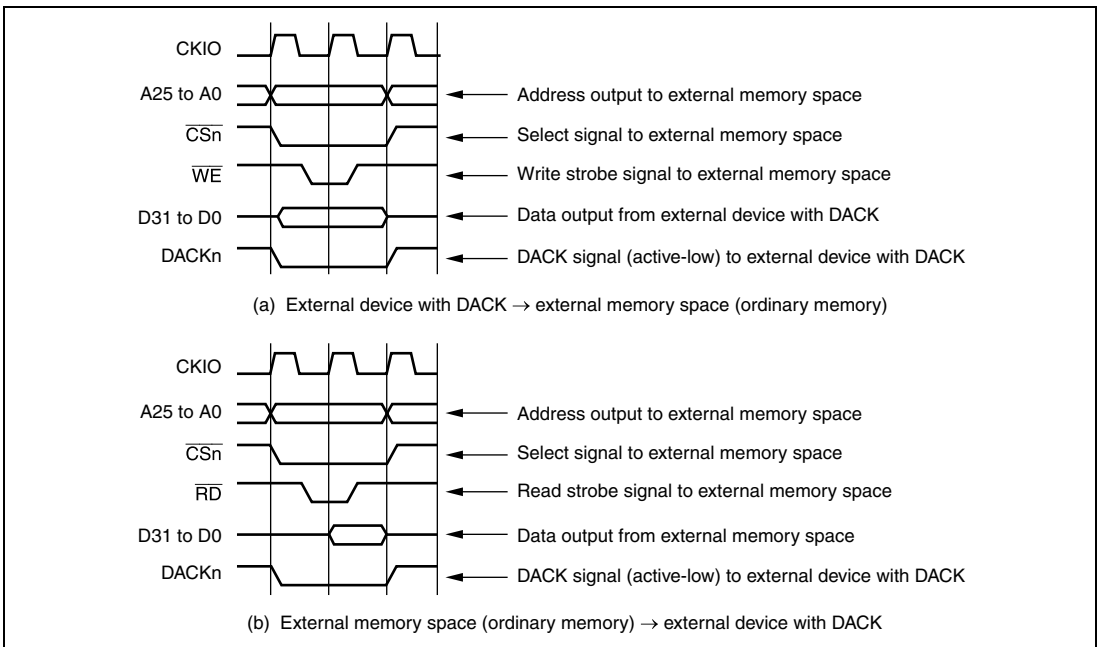 CKIO
A25 to A0 Address output to external memory space
CSn Select signal to external memory space
WE Write strobe signal to external memory space
D31 to D0 Data output from external device with DACK
DACKn DACK signal (active-low) to external device with DACK
(a) External device with DACK → external memory space (ordinary memory)
CKIO
A25 to A0 Address output to external memory space
CSn Select signal to external memory space
RD Read strobe signal to external memory space
D31 to D0 Data output from external memory space
DACKn DACK signal (active-low) to external device with DACK
(b) External memory space (ordinary memory) → external device with DACK